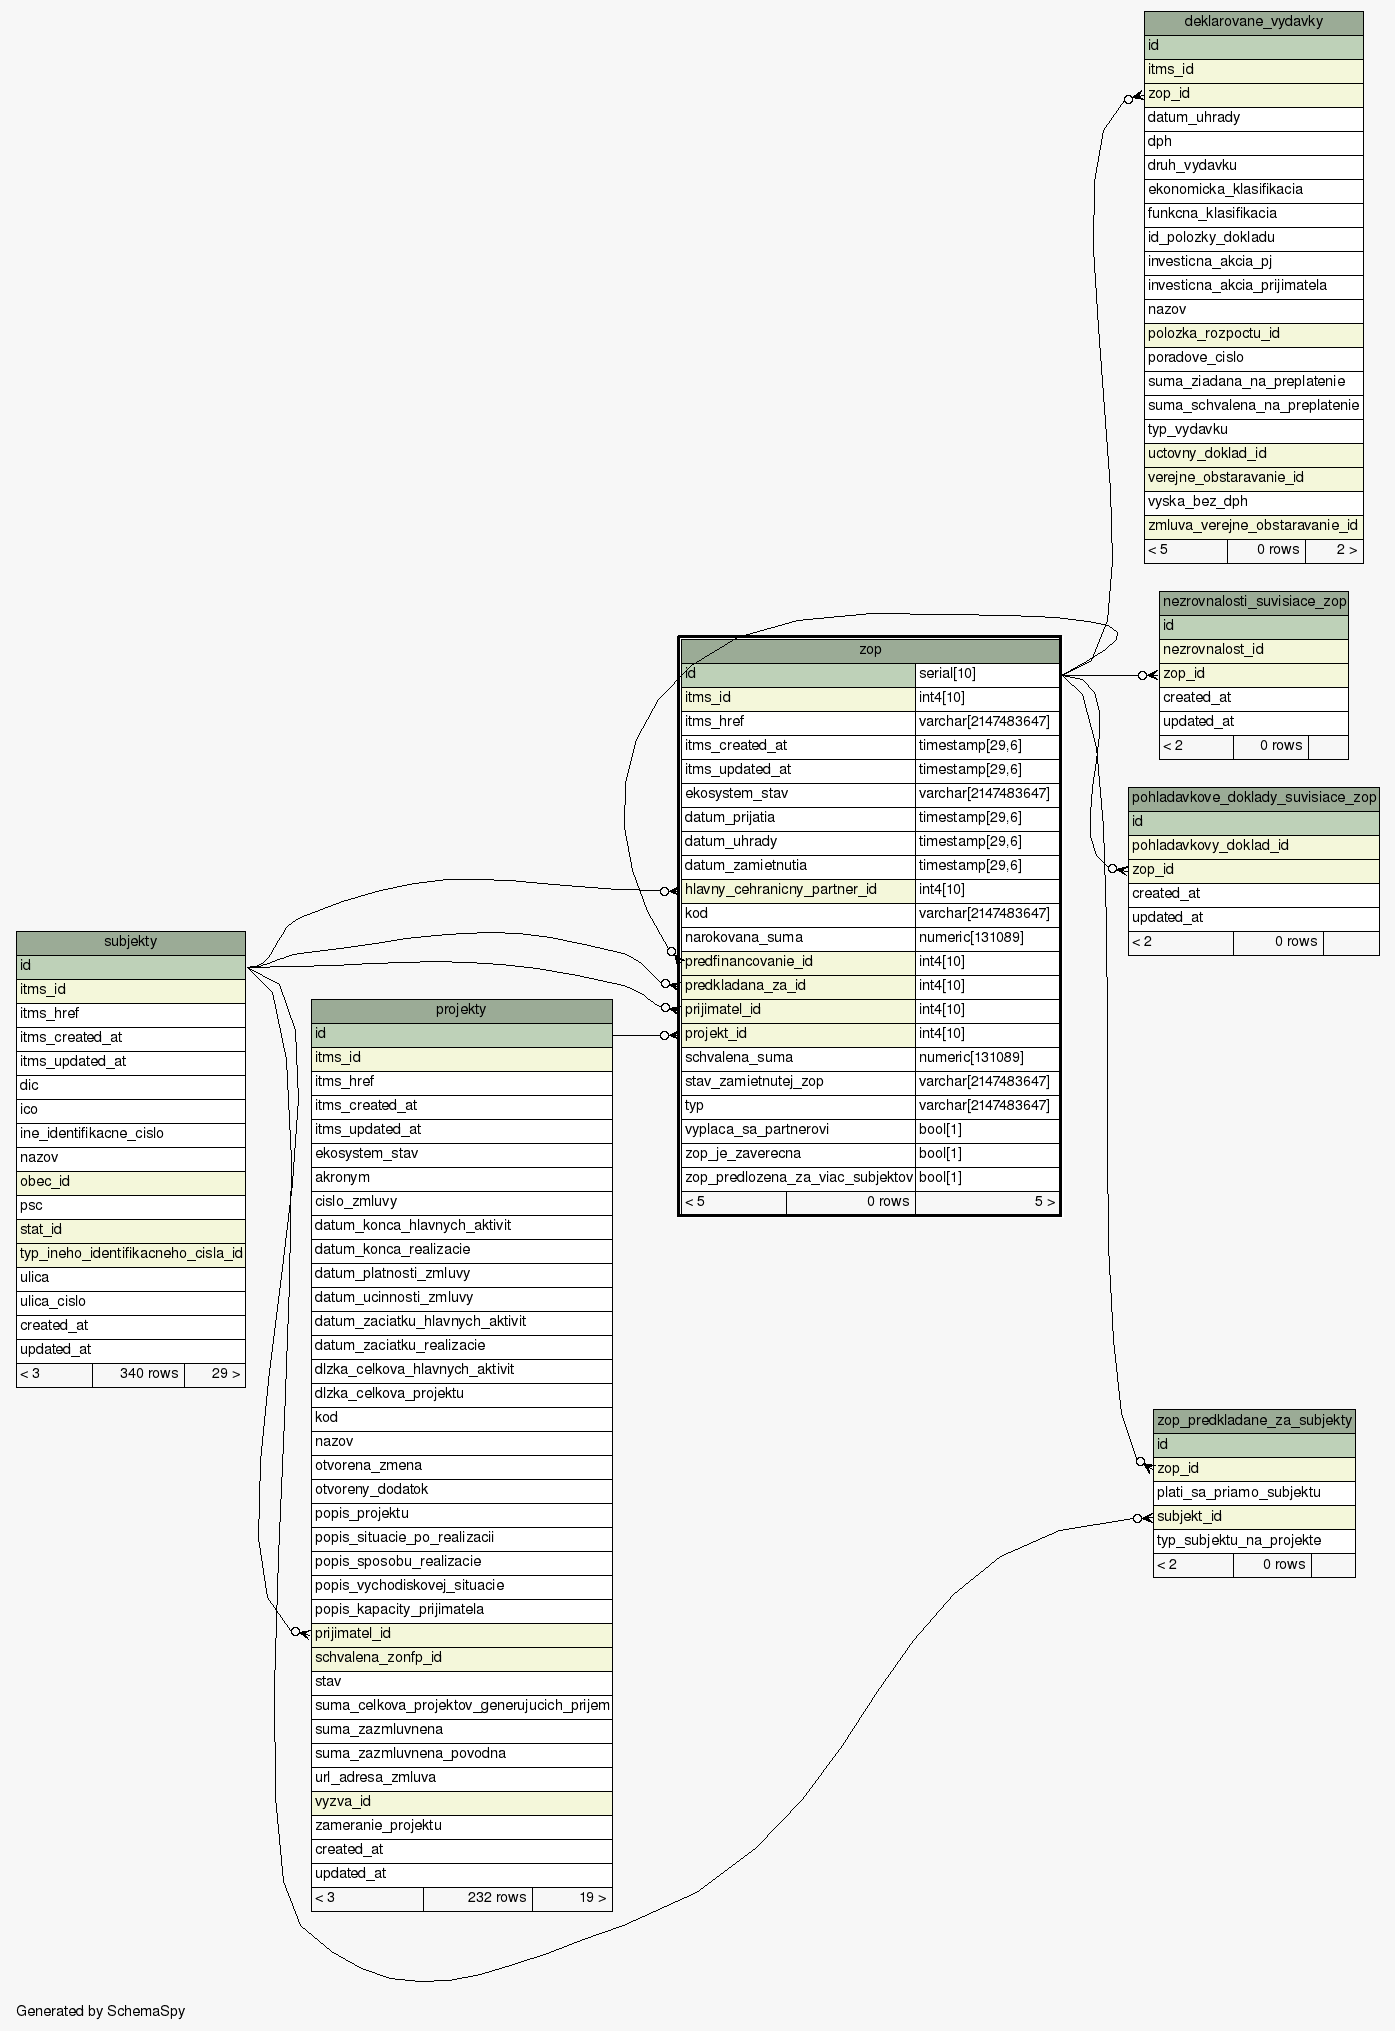 deklarovane_vydavky
id
itms_id
zop_id
datum_uhrady
dph
druh_vydavku
ekonomicka_klasifikacia
funkcna_klasifikacia
id_polozky_dokladu
investicna_akcia_pj
investicna_akcia_prijimatela
nazov
polozka_rozpoctu_id
poradove_cislo
suma_ziadana_na_preplatenie
suma_schvalena_na_preplatenie
typ_vydavku
uctovny_doklad_id
verejne_obstaravanie_id
vyska_bez_dph
zmluva_verejne_obstaravanie_id
< 5 0 rows 2 >
nezrovnalosti_suvisiace_zop
id
nezrovnalost_id
zop_id
created_at
updated_at
< 2 0 rows
zop
id serial[10]
itms_id int4[10]
itms_href varchar[2147483647]
itms_created_at timestamp[29,6]
itms_updated_at timestamp[29,6]
ekosystem_stav varchar[2147483647]
datum_prijatia timestamp[29,6]
datum_uhrady timestamp[29,6]
datum_zamietnutia timestamp[29,6]
hlavny_cehranicny_partner_id int4[10]
kod varchar[2147483647]
narokovana_suma numeric[131089]
predfinancovanie_id int4[10]
predkladana_za_id int4[10]
prijimatel_id int4[10]
projekt_id int4[10]
schvalena_suma numeric[131089]
stav_zamietnutej_zop varchar[2147483647]
typ varchar[2147483647]
vyplaca_sa_partnerovi bool[1]
zop_je_zaverecna bool[1]
zop_predlozena_za_viac_subjektov bool[1]
< 5 0 rows 5 >
pohladavkove_doklady_suvisiace_zop
id
pohladavkovy_doklad_id
zop_id
created_at
updated_at
< 2 0 rows
subjekty
id
itms_id
itms_href
itms_created_at
itms_updated_at
dic
ico
ine_identifikacne_cislo
nazov
obec_id
psc
stat_id
typ_ineho_identifikacneho_cisla_id
ulica
ulica_cislo
created_at
updated_at
< 3 340 rows 29 >
projekty
id
itms_id
itms_href
itms_created_at
itms_updated_at
ekosystem_stav
akronym
cislo_zmluvy
datum_konca_hlavnych_aktivit
datum_konca_realizacie
datum_platnosti_zmluvy
datum_ucinnosti_zmluvy
datum_zaciatku_hlavnych_aktivit
datum_zaciatku_realizacie
dlzka_celkova_hlavnych_aktivit
dlzka_celkova_projektu
kod
nazov
otvorena_zmena
otvoreny_dodatok
popis_projektu
popis_situacie_po_realizacii
popis_sposobu_realizacie
popis_vychodiskovej_situacie
popis_kapacity_prijimatela
prijimatel_id
schvalena_zonfp_id
stav
suma_celkova_projektov_generujucich_prijem
suma_zazmluvnena
suma_zazmluvnena_povodna
url_adresa_zmluva
vyzva_id
zameranie_projektu
created_at
updated_at
< 3 232 rows 19 >
zop_predkladane_za_subjekty
id
zop_id
plati_sa_priamo_subjektu
subjekt_id
typ_subjektu_na_projekte
< 2 0 rows
Generated by SchemaSpy